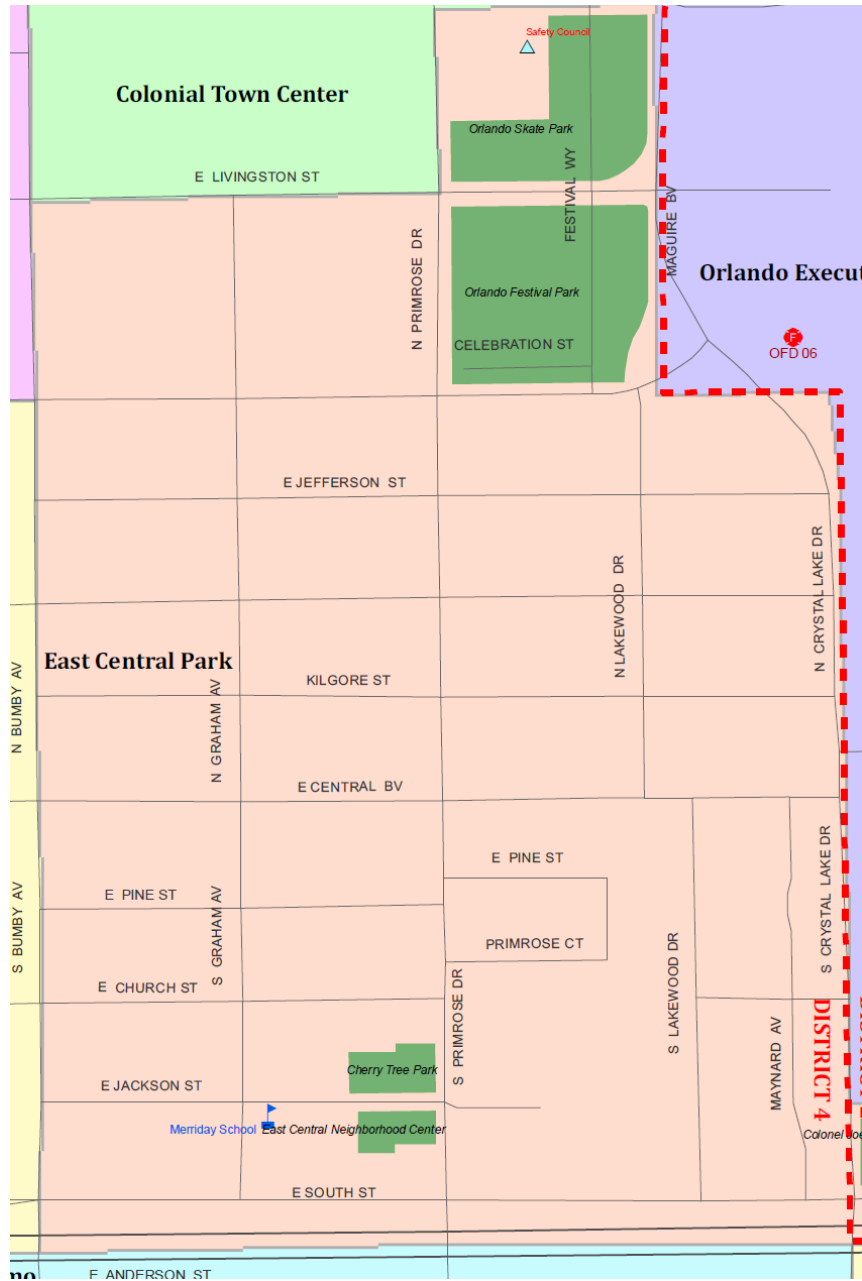 Safety Council
Colonial Town Center
Orlando Skate Park
E LIVINGSTON ST
FESTIVAL WY
MAGUIRE BV
N PRIMROSE DR
Orlando Execut
Orlando Festival Park
F
CELEBRATION ST
OFD 06
E JEFFERSON ST
N LAKEWOOD DR
N CRYSTAL LAKE DR
East Central Park
KILGORE ST
N BUMBY AV
N GRAHAM AV
E CENTRAL BV
E PINE ST
S CRYSTAL LAKE DR
E PINE ST
S BUMBY AV
S GRAHAM AV
PRIMROSE CT
S LAKEWOOD DR
E CHURCH ST
S PRIMROSE DR
DISTRICT 4
MAYNARD AV
Cherry Tree Park
E JACKSON ST
Merriday School
East Central Neighborhood Center
Colonel Joe
E SOUTH ST
mo
E ANDERSON ST